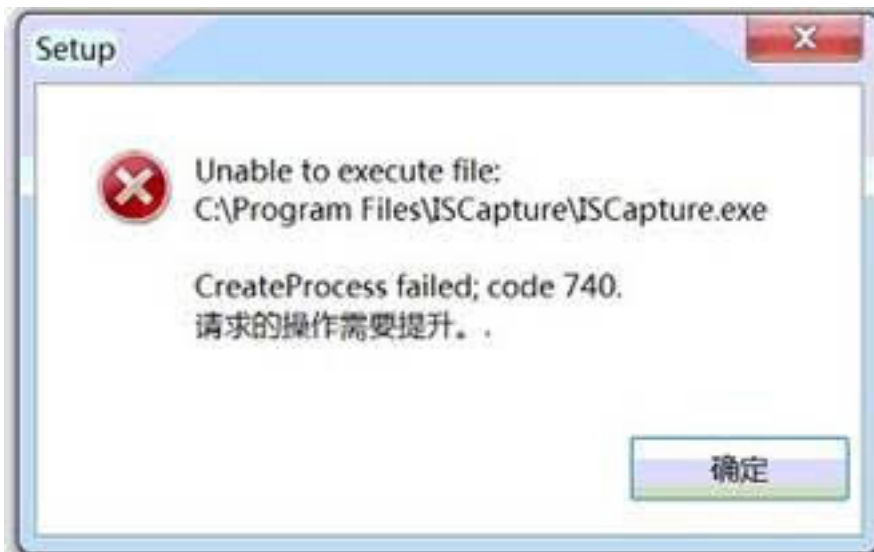 Setup
Unable to execute file:
C:\Program Files\ISCapture\ISCapture.exe
CreateProcess failed; code 740.
请求的操作需要提升。.
确定